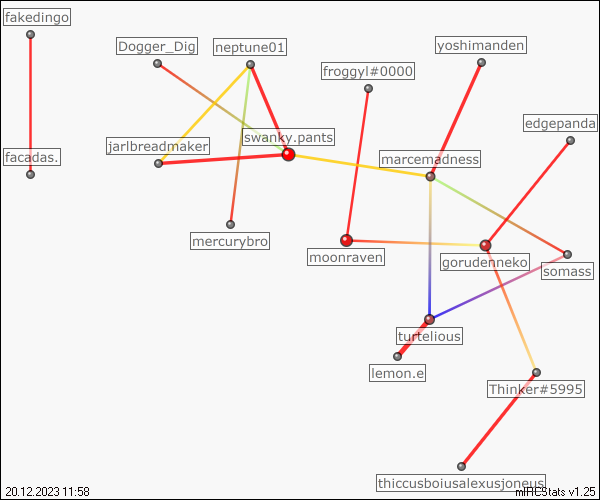 fakedingo
Dogger_Dig
neptune01
yoshimanden
froggyl#0000
edgepanda
jarlbreadmaker
swanky.pants
facadas.
marcemadness
mercurybro
moonraven
gorudenneko
somass
turtelious
lemon.e
Thinker#5995
thiccusboiusalexusjoneus
20.12.2023 11:58
mIRCStats v1.25